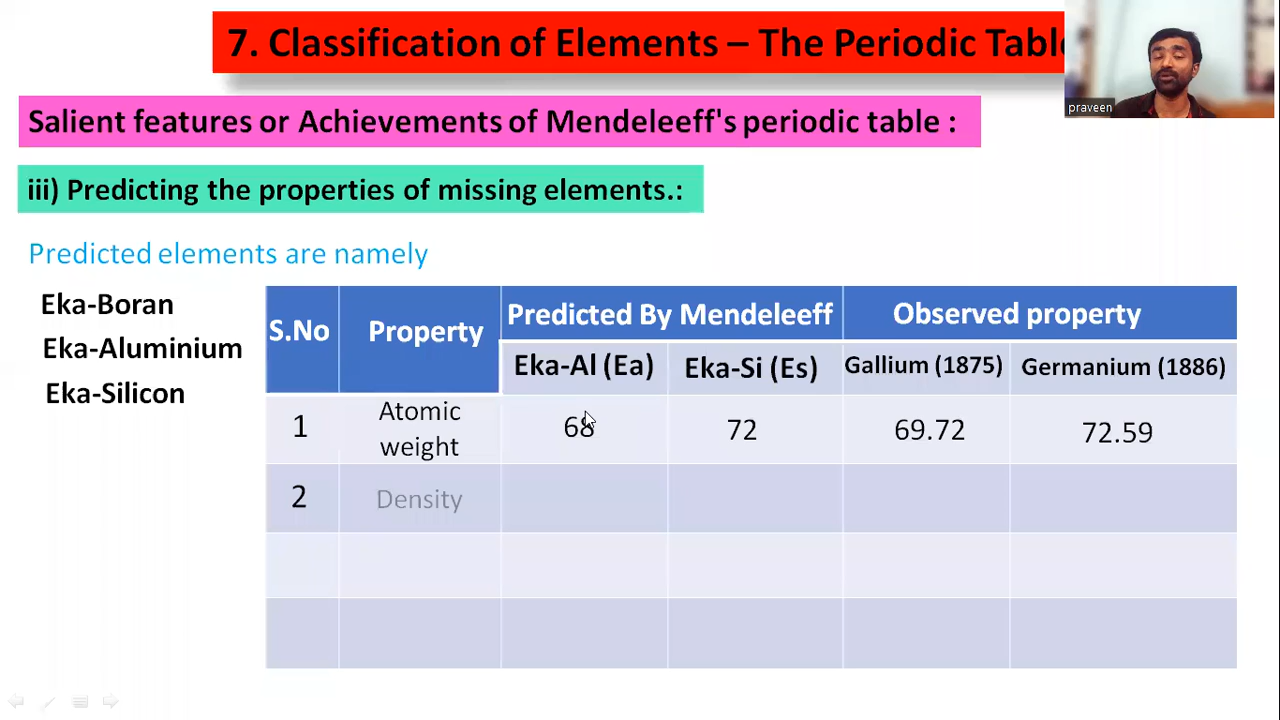 7. Classification of Elements – The Periodic Table
praveen
Salient features or Achievements of Mendeleeff's periodic table :
iii) Predicting the properties of missing elements.:
Predicted elements are namely
Eka-Boran
Eka-Aluminium
Eka-Silicon
S.No
Property
Predicted By Mendeleeff
Observed property
Eka-Al (Ea)
Eka-Si (Es)
Gallium (1875)
Germanium (1886)
1
Atomic
weight
68
72
69.72
72.59
2
Density